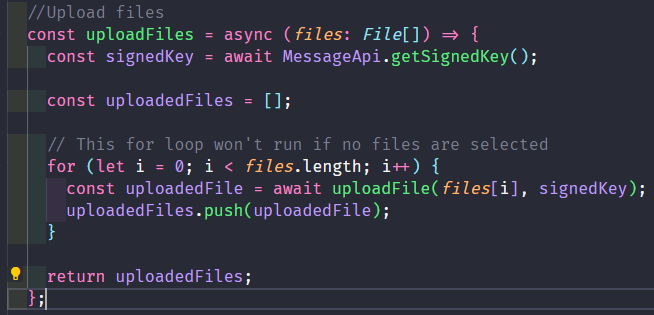 //Upload files
const uploadFiles = async (files: File[]) => {
const signedKey = await MessageApi.getSignedKey();
const uploadedFiles = [];
// This for loop won't run if no files are selected
for (let i = 0; i < files.length; i++) {
const uploadedFile = await uploadFile(files[i], signedKey);
uploadedFiles.push(uploadedFile);
}
return uploadedFiles;
};